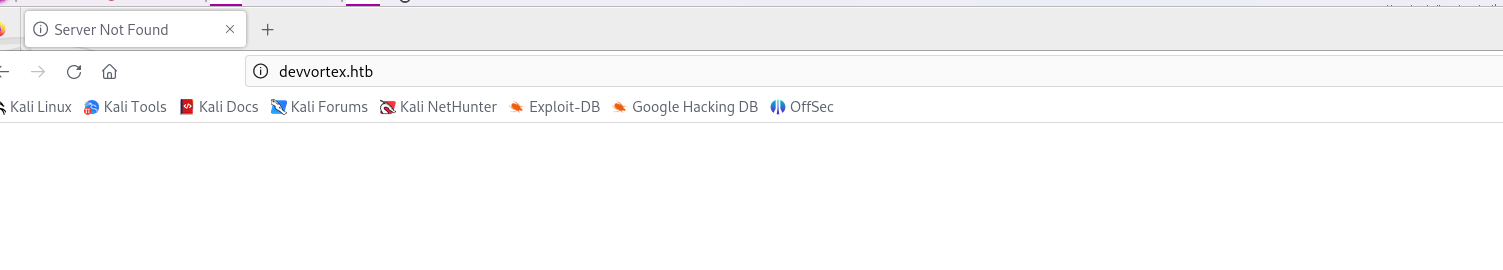 Server Not Found
devvortex.htb
Kali Linux Kali Tools Kali Docs Kali Forums Kali NetHunter Exploit-DB Google Hacking DB OffSec